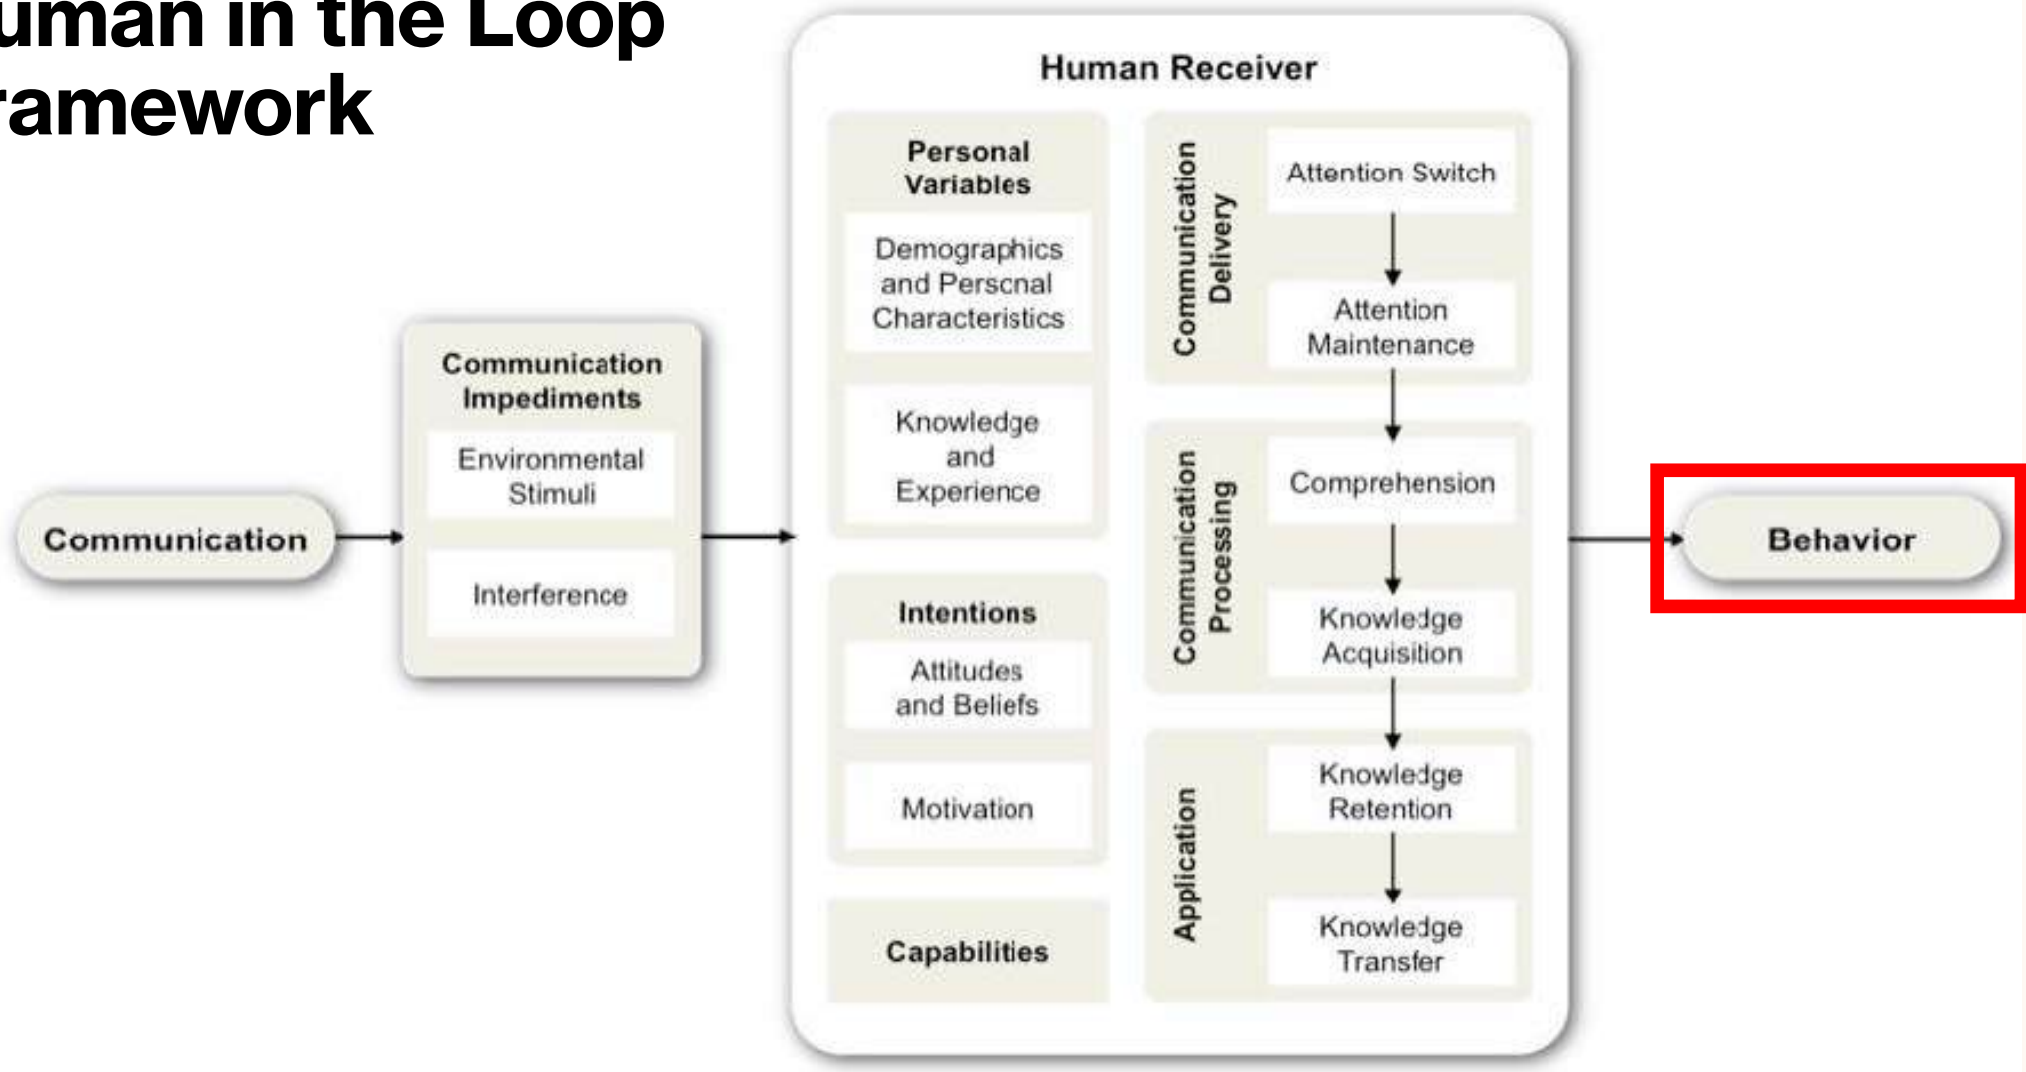 uman in the Loop
ramework
Human Receiver
Personal
Variables
Demographics
and Perscnal
Characteristics
Knowledge
and
Experience
Intentions
Attitudes
and Beliefs
Motivation
Capabilities
Communication
Delivery
Attention Switch
Attention
Maintenance
Communication
Processing
Comprehension
Knowledge
Acquisition
Application
Knowledge
Retention
Knowledge
Transfer
Communication
Impediments
Environmental
Stimuli
Interference
Communication
Behavior